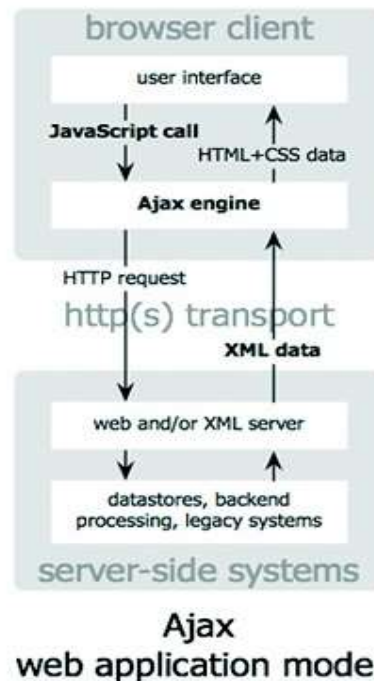 browser client
user interface
JavaScript call
HTML+CSS data
Ajax engine
HTTP request
http(s) transport
XML data
web and/or XML server
datastores, backend
processing, legacy systems
server-side systems
Ajax
web application mode